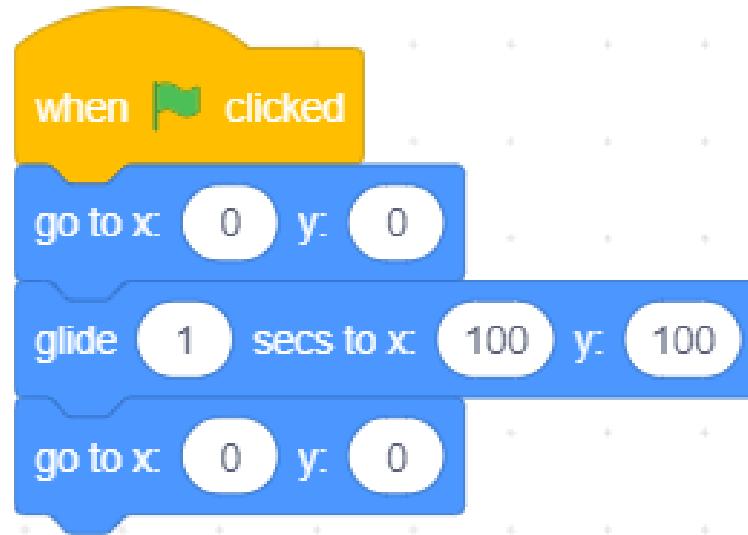 when clicked
go to x: 0 y: 0
glide 1 secs to x: 100 y: 100
go to x: 0 y: 0